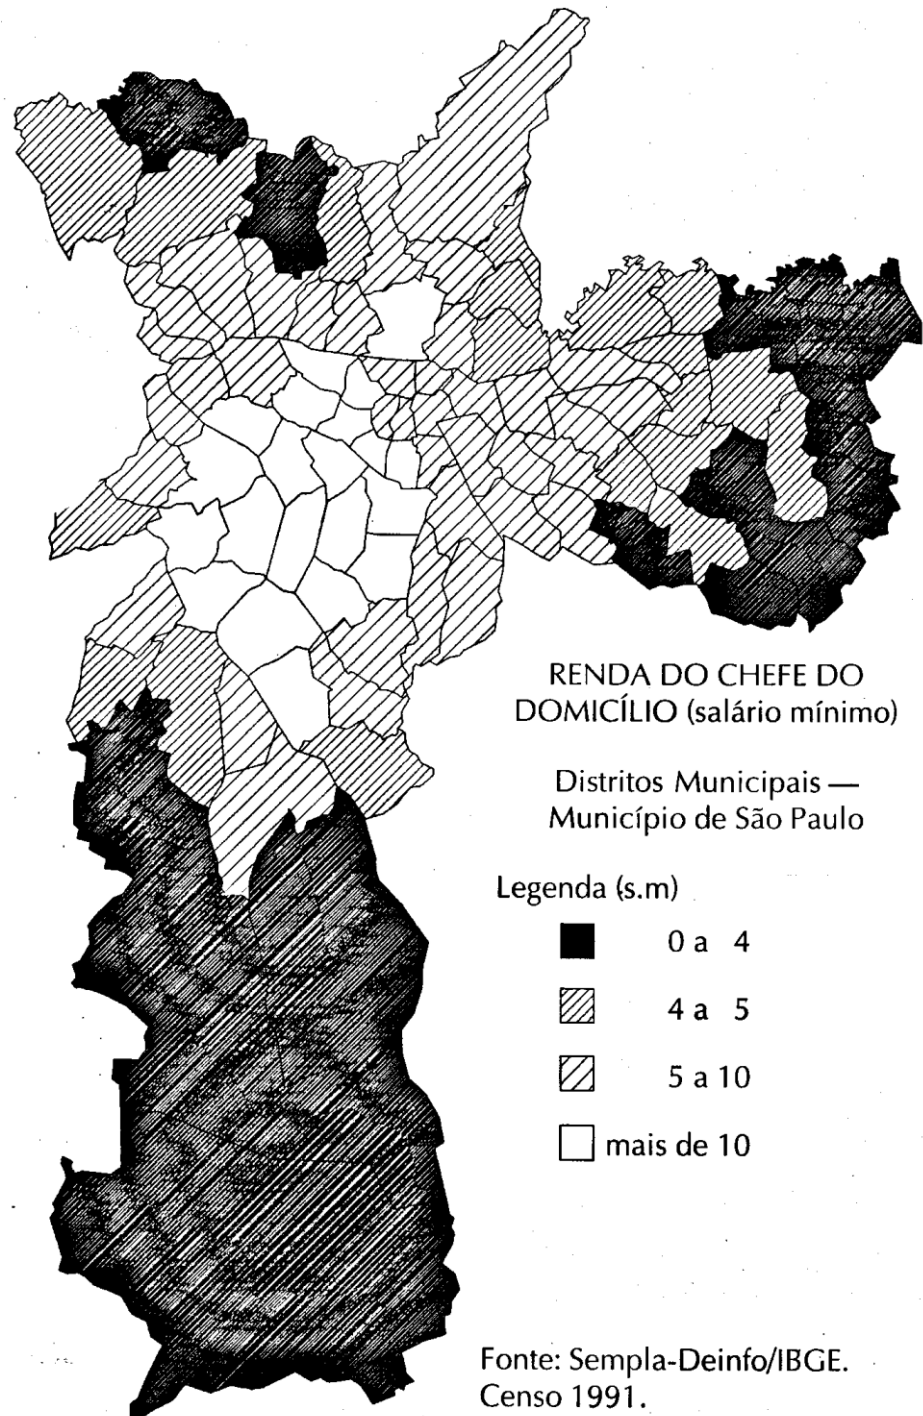 RENDA DO CHEFE DO
DOMICÍLIO (salário mínimo)
Distritos Municipais —
Município de São Paulo
Legenda (s.m)
0 a 4
4 a 5
5 a 10
mais de 10
Fonte: Sempla-Deinfo/IBGE.
Censo 1991.